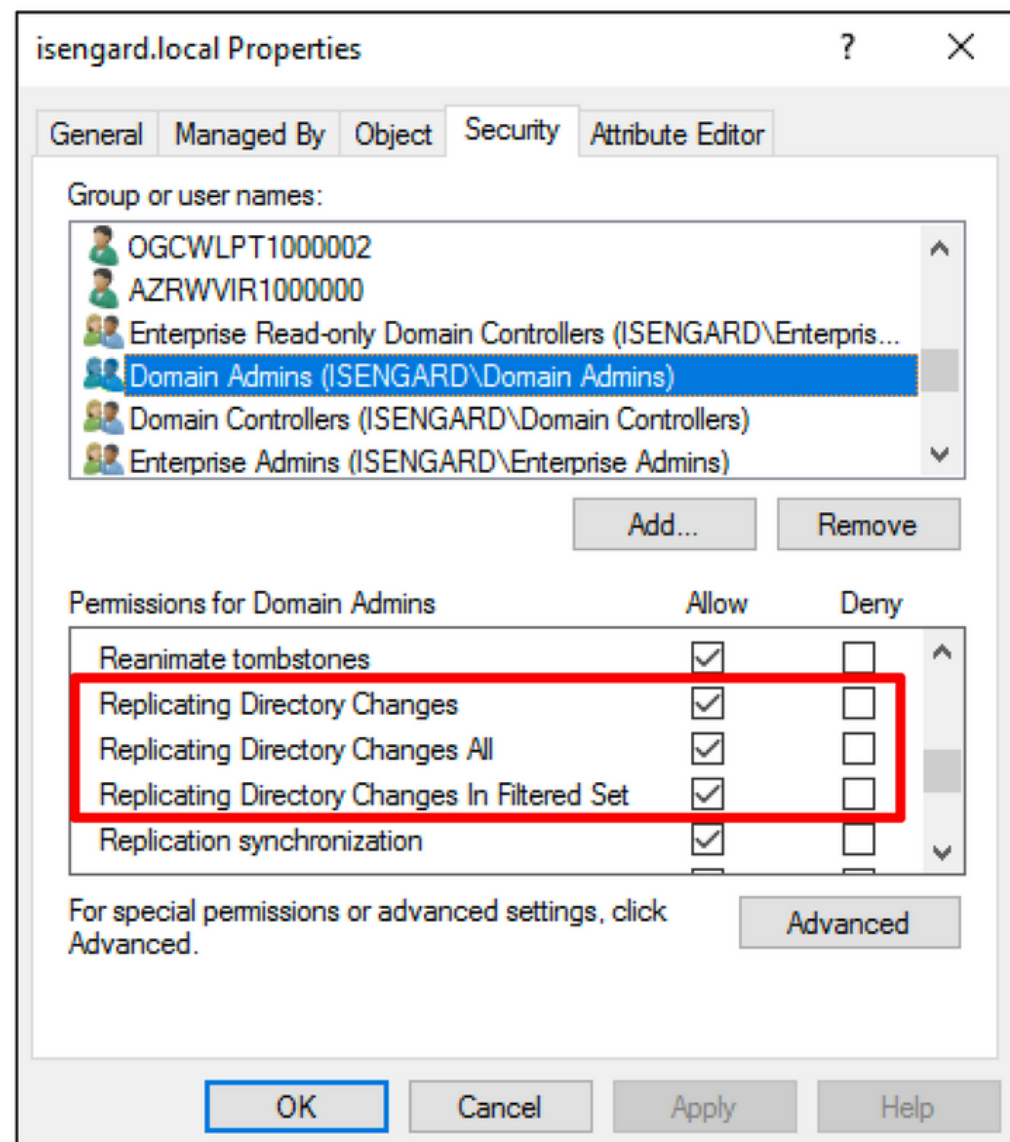 isengard.local Properties ? X
General Managed By Object Security Attribute Editor
Group or user names:
OGCWLPT1000002
AZRWVIR1000000
Enterprise Read-only Domain Controllers (ISENGARD\Enterpris...
Domain Admins (ISENGARD\Domain Admins)
Domain Controllers (ISENGARD\Domain Controllers)
Enterprise Admins (ISENGARD\Enterprise Admins)
Add... Remove
Permissions for Domain Admins Allow Deny
Reanimate tombstones
Replicating Directory Changes
Replicating Directory Changes All
Replicating Directory Changes In Filtered Set
Replication synchronization
For special permissions or advanced settings, click
Advanced.
Advanced
OK Cancel Apply Help